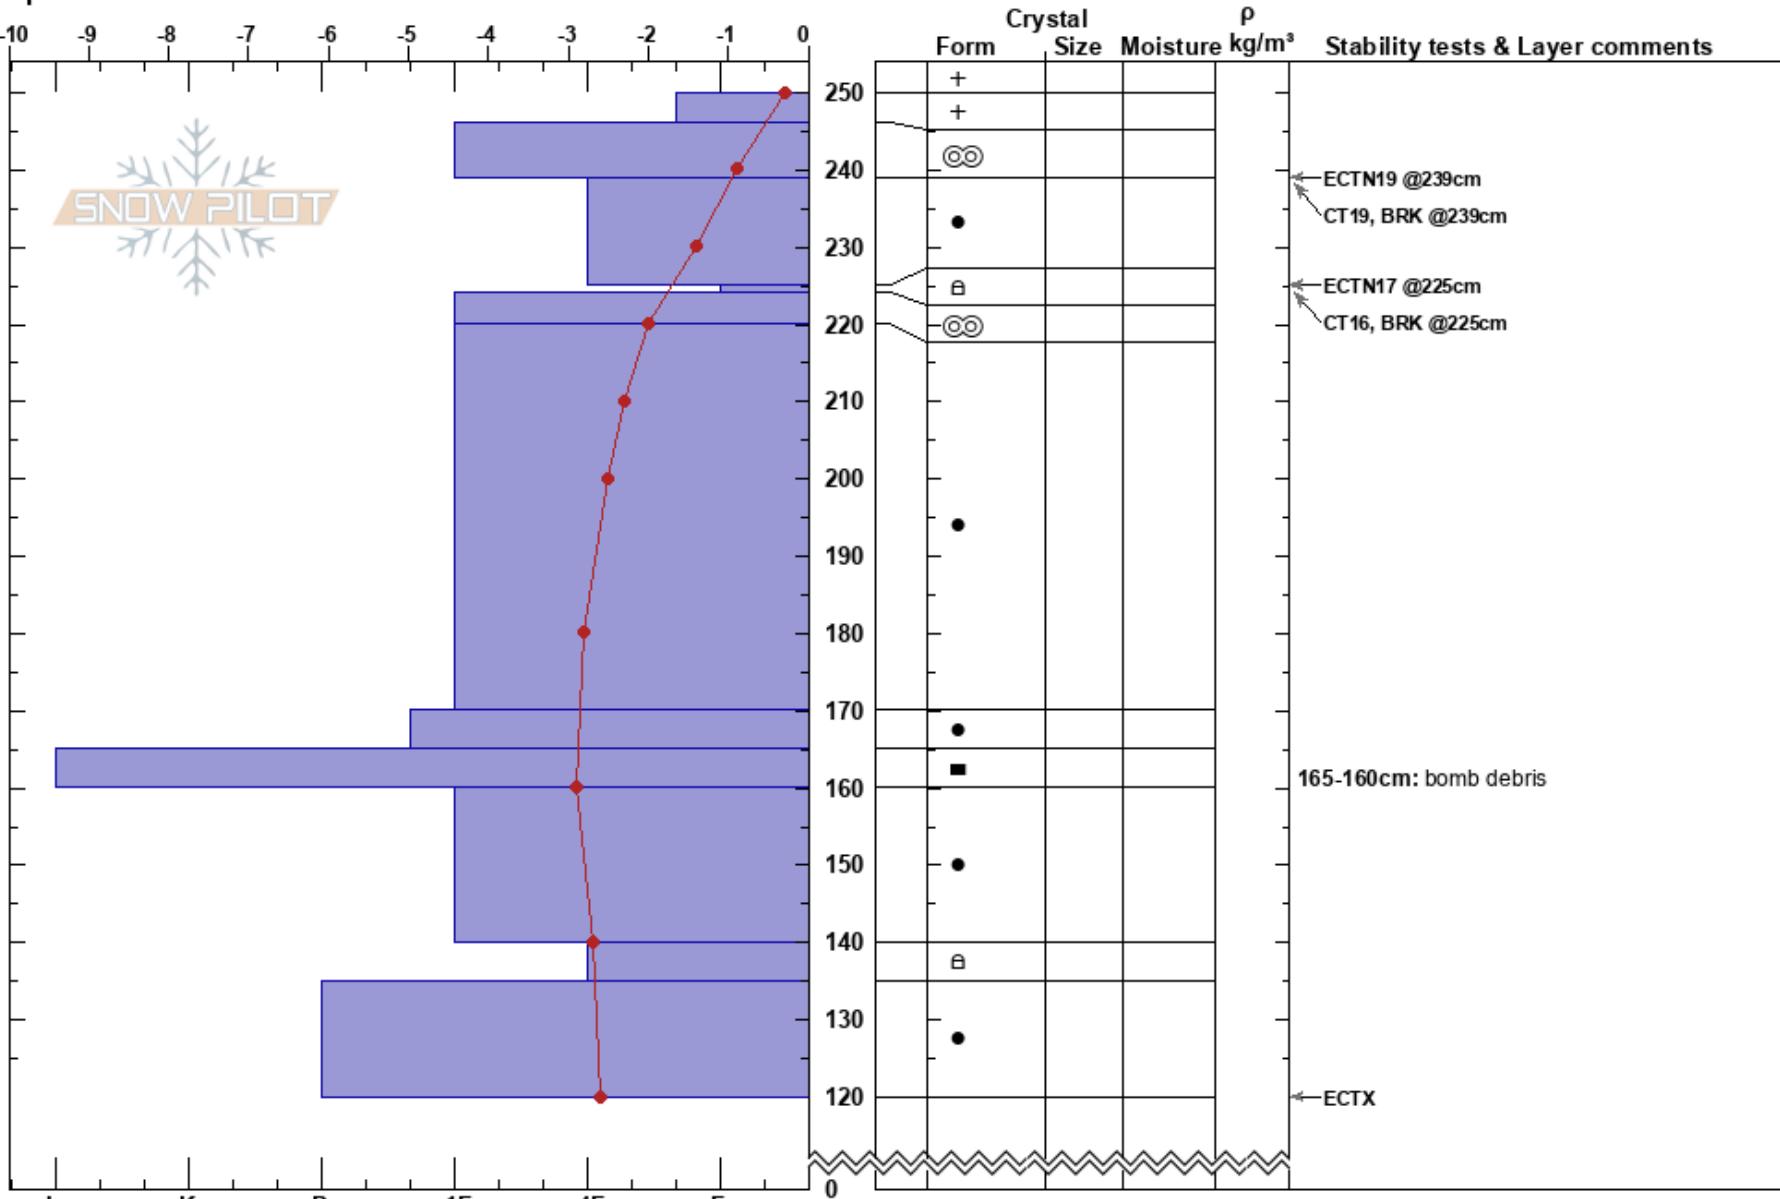 Crystal ρ
-10 -9 -8 -7 -6 -5 -4 -3 -2 -1 0 Form Size Moisture kg/m³ Stability tests & Layer comments
250
SNOW PILOT
240
ECTN19 @239cm
CT19, BRK @239cm
230
ECTN17 @225cm
220 CT16, BRK @225cm
210
200
190
180
170
160 165-160cm: bomb debris
150
140
130
120 ECTX
0